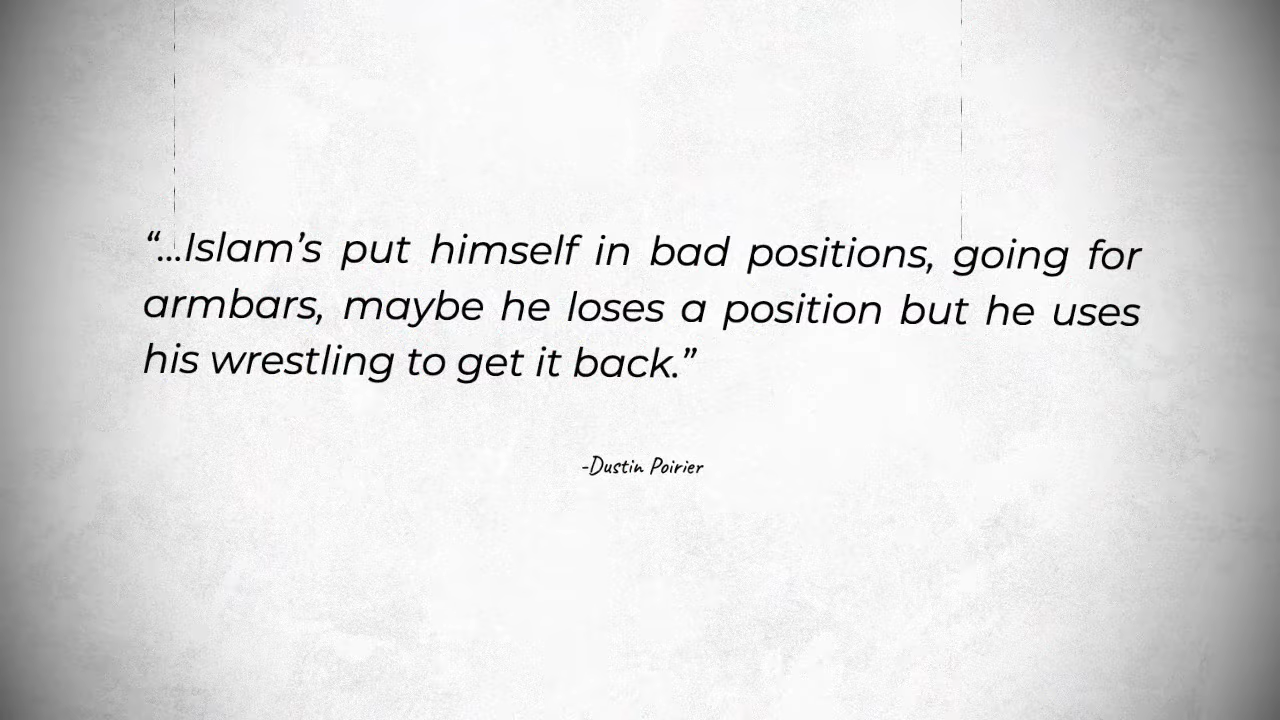 “...Islam’s put himself in bad positions, going for
armbars, maybe he loses a position but he uses
his wrestling to get it back.”
-Dustin Poirier